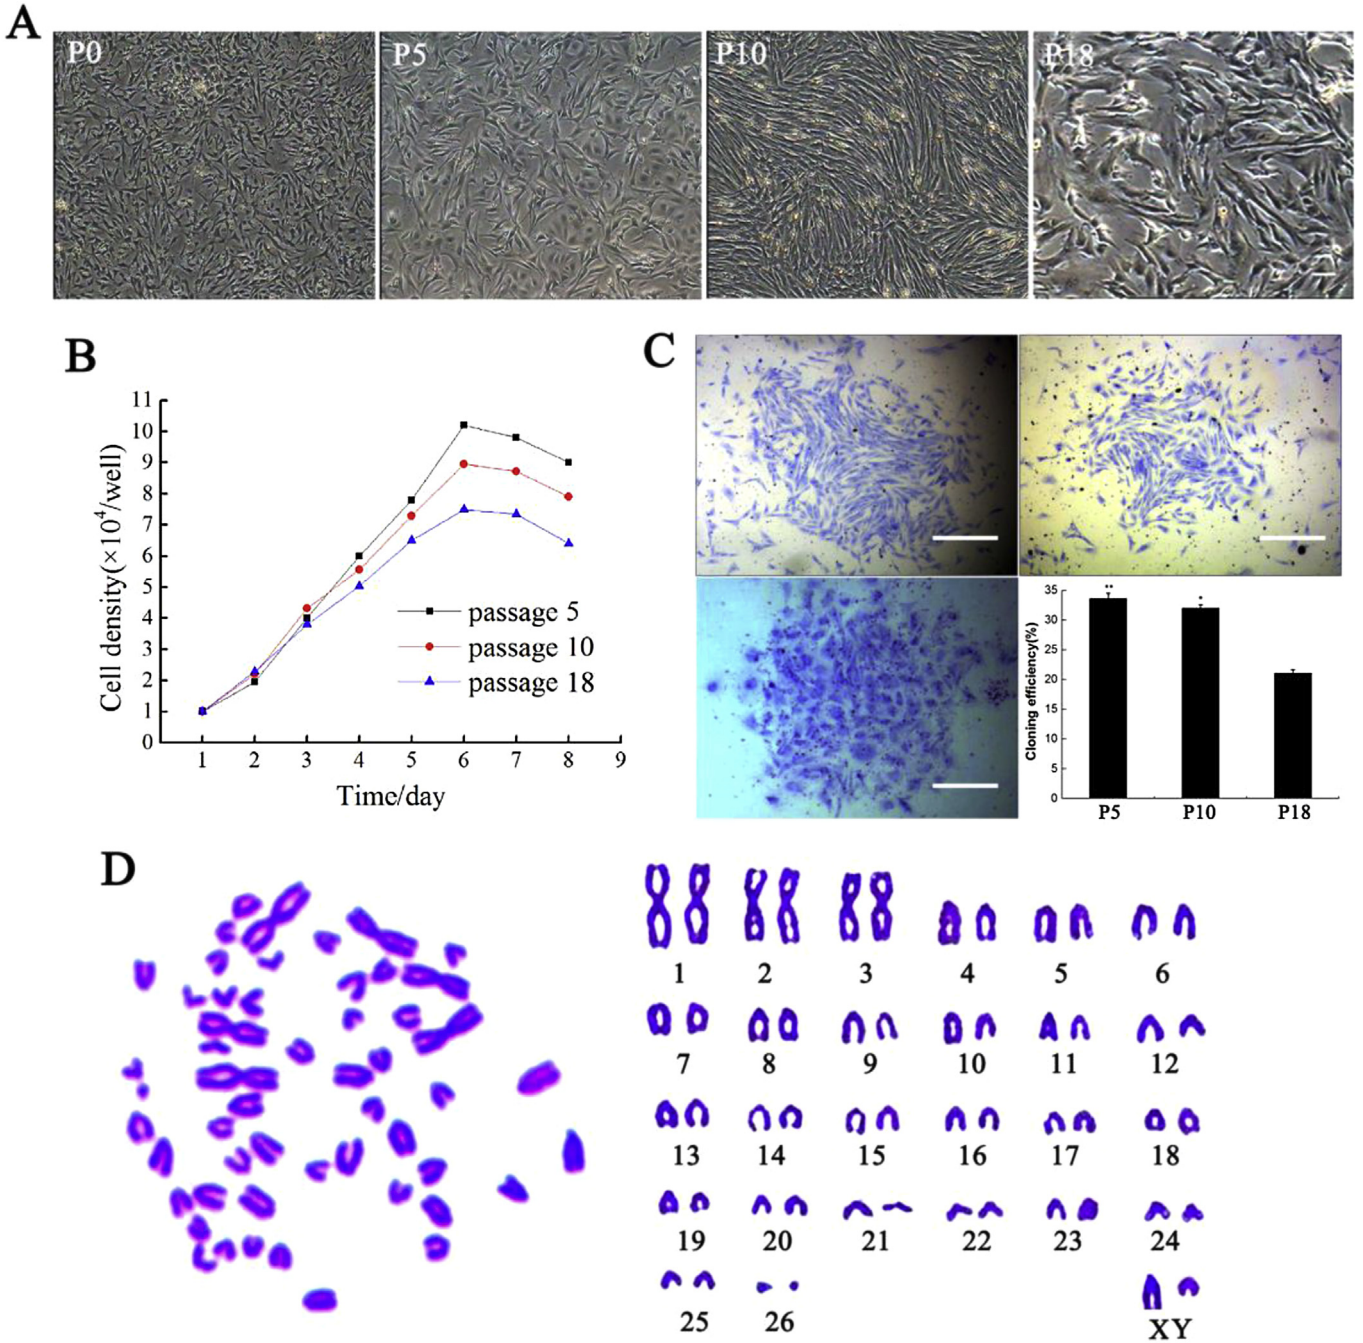 A
P0
P5
P10
P18
B
Cell density(×10⁴/well)
11
10
9
8
7
6
5
4
3
2
1
0
passage 5
passage 10
passage 18
1 2 3 4 5 6 7 8 9
Time/day
C
Cloning efficiency(%)
35
30
25
20
15
10
5
0
**
*
P5 P10 P18
D
1 2 3 4 5 6
7 8 9 10 11 12
13 14 15 16 17 18
19 20 21 22 23 24
25 26 XY